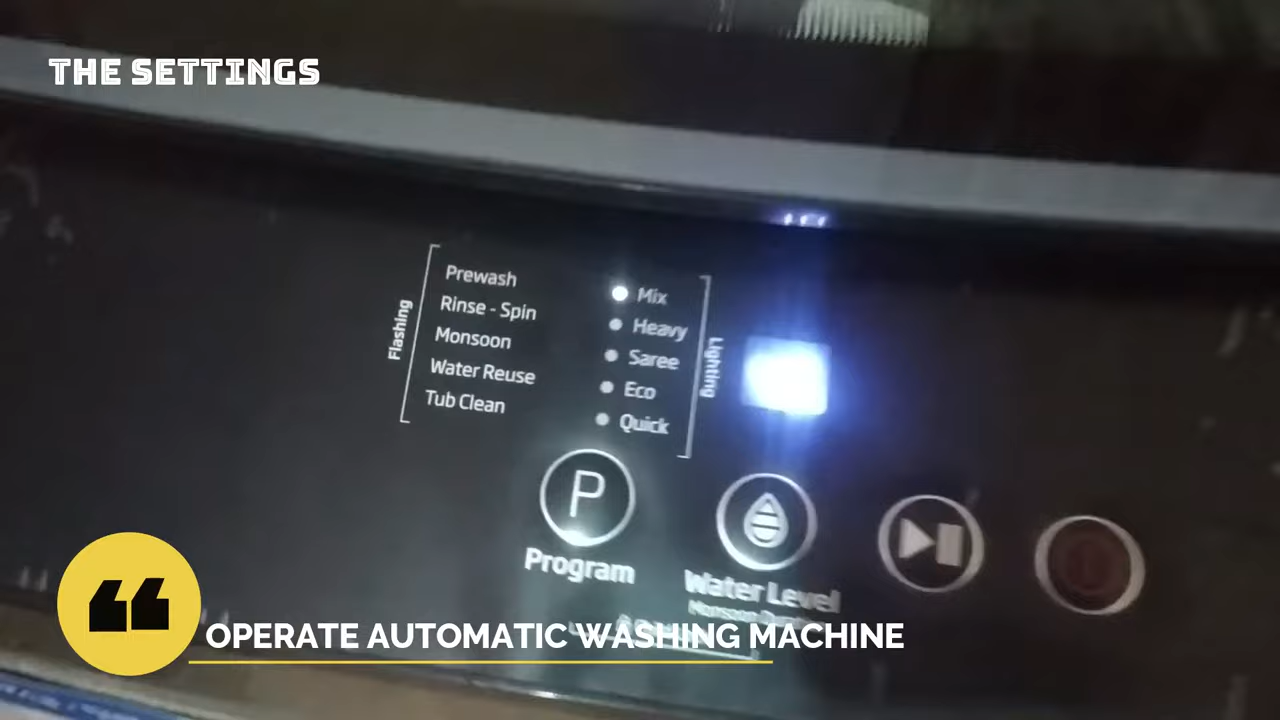 THE SETTINGS
Flashing
Prewash
Rinse - Spin
Monsoon
Water Reuse
Tub Clean
Mix
Heavy
Saree
Eco
Quick
Lighting
P
Program
Water Level
Monsoon
OPERATE AUTOMATIC WASHING MACHINE